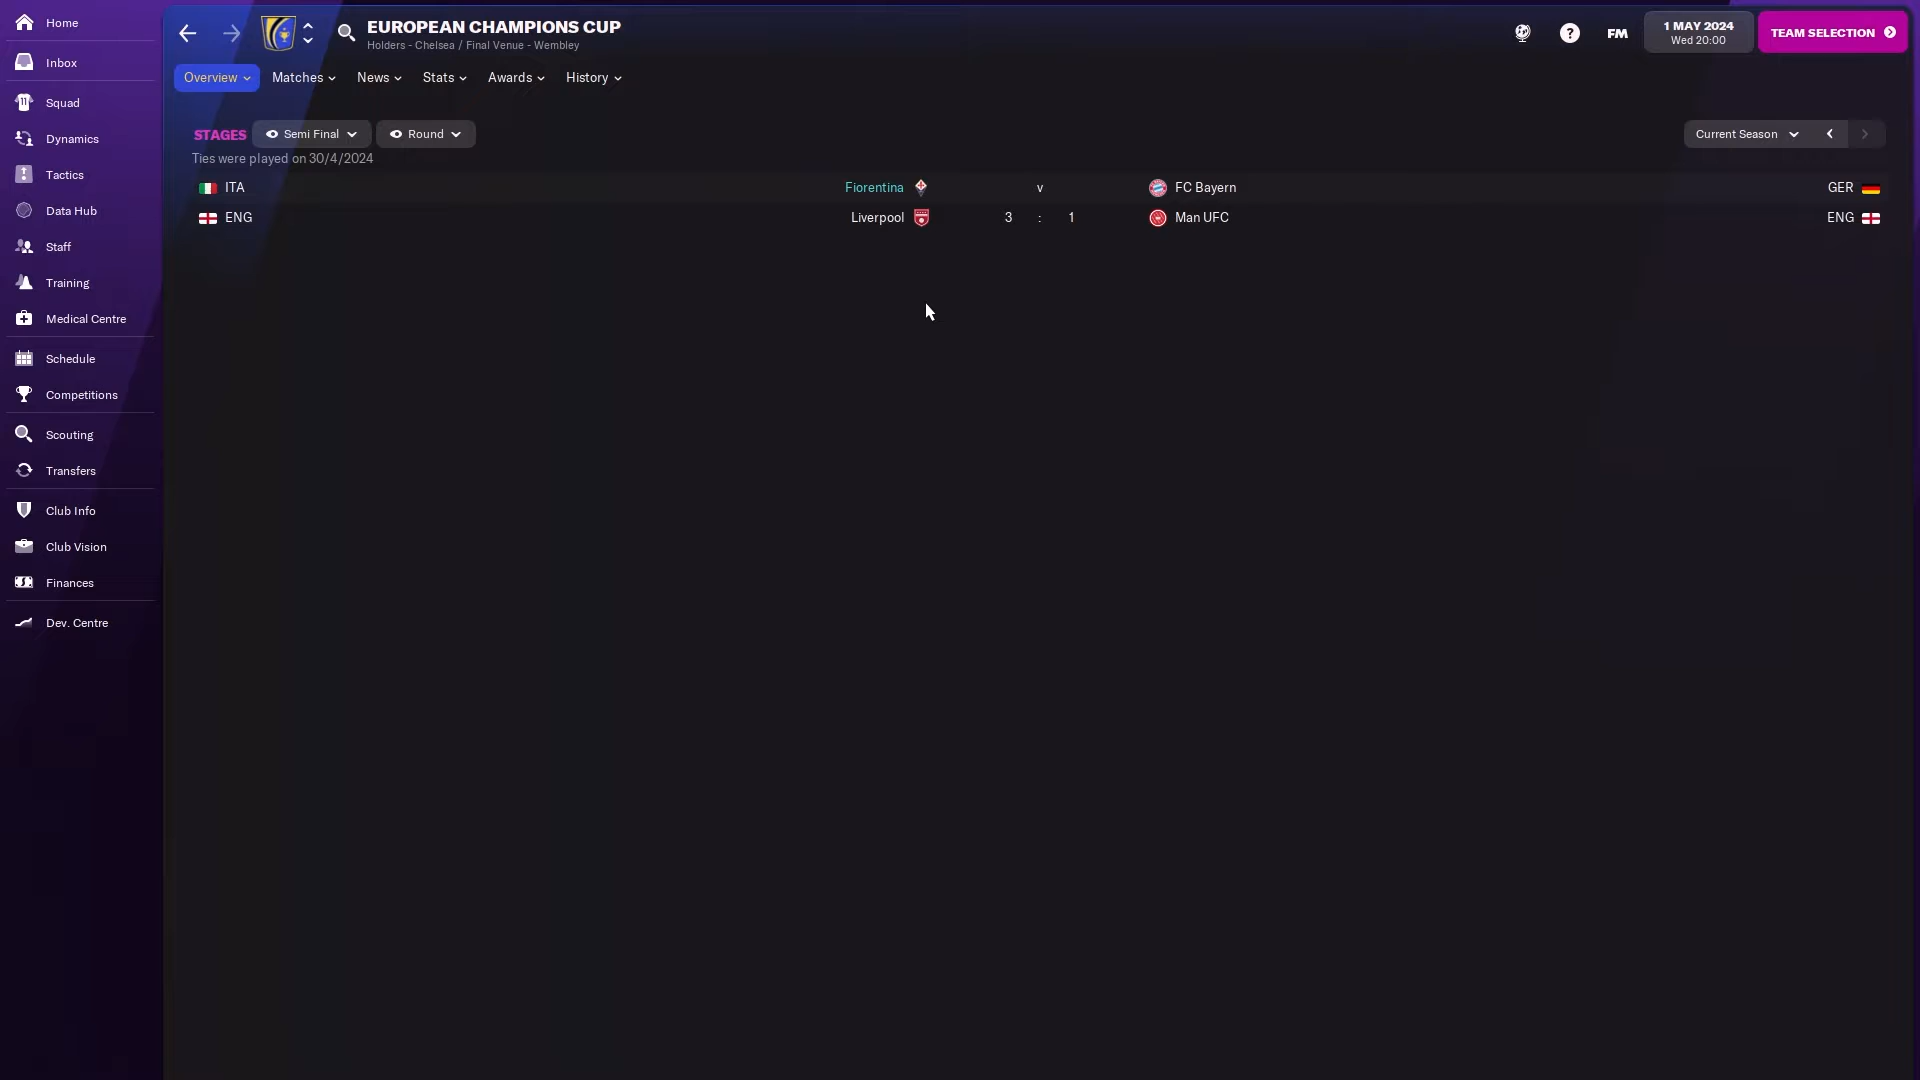 Home
Inbox
Squad
Dynamics
Tactics
Data Hub
Staff
Training
Medical Centre
Schedule
Competitions
Scouting
Transfers
Club Info
Club Vision
Finances
Dev. Centre
EUROPEAN CHAMPIONS CUP
Holders - Chelsea / Final Venue - Wembley
FM
1 MAY 2024
Wed 20:00
TEAM SELECTION
Overview Matches News Stats Awards History
STAGES Semi Final Round Current Season
Ties were played on 30/4/2024
ITA Fiorentina v FC Bayern GER
ENG Liverpool 3 : 1 Man UFC ENG